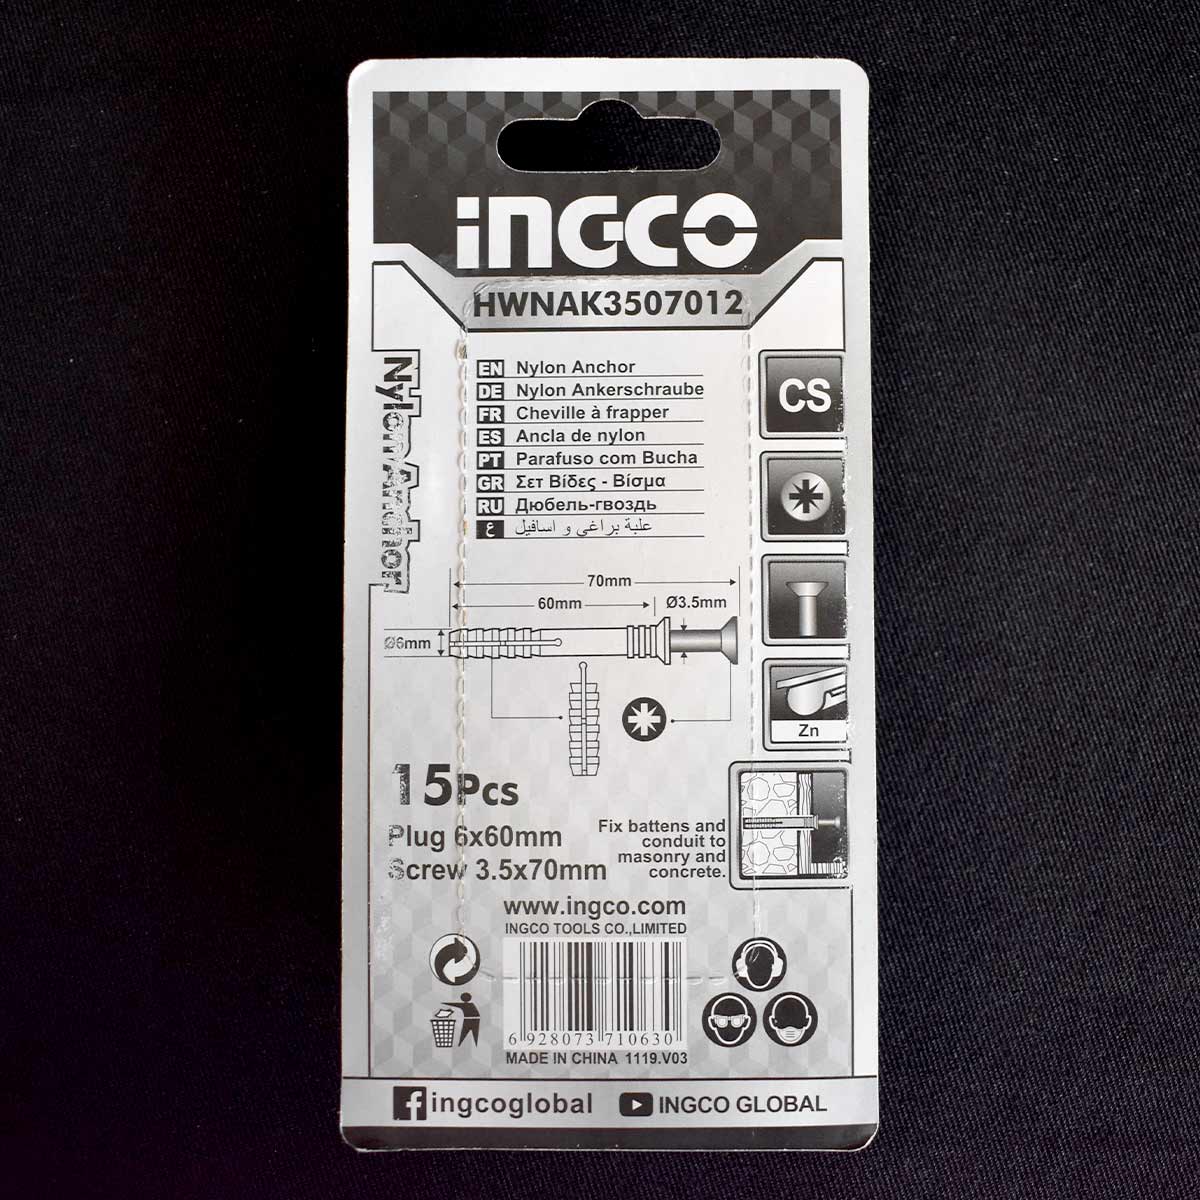 INGCO
HWNAK3507012
Nylon Anchor
EN Nylon Anchor
DE Nylon Ankerschraube
FR Cheville à frapper
ES Ancla de nylon
PT Parafuso com Bucha
GR Σετ Βίδες - Βίσμα
RU Дюбель-гвоздь
ع علبة براغي و اسافيل
CS
70mm
60mm
Ø3.5mm
Ø6mm
Zn
15Pcs
Plug 6x60mm
Screw 3.5x70mm
Fix battens and
conduit to
masonry and
concrete.
www.ingco.com
INGCO TOOLS CO.,LIMITED
6 928073 710630
MADE IN CHINA 1119.V03
ingcoglobal
INGCO GLOBAL